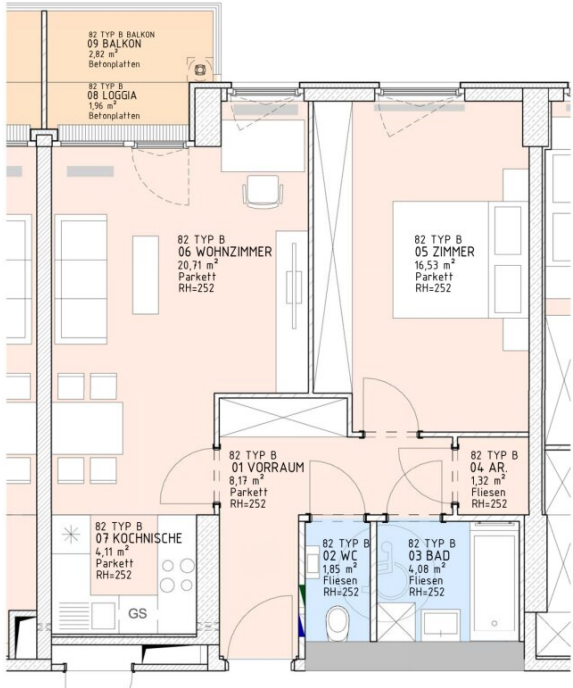 82 TYP B BALKON
09 BALKON
2,82 m²
Betonplatten
82 TYP B
08 LOGGIA
1,96 m²
Betonplatten
82 TYP B
06 WOHNZIMMER
20,71 m²
Parkett
RH=252
82 TYP B
05 ZIMMER
16,53 m²
Parkett
RH=252
82 TYP B
01 VORRAUM
8,17 m²
Parkett
RH=252
82 TYP B
04 AR.
1,32 m²
Fliesen
RH=252
82 TYP B
07 KOCHNISCHE
4,11 m²
Parkett
RH=252
82 TYP B
02 WC
1,85 m²
Fliesen
RH=252
82 TYP B
03 BAD
4,08 m²
Fliesen
RH=252
GS